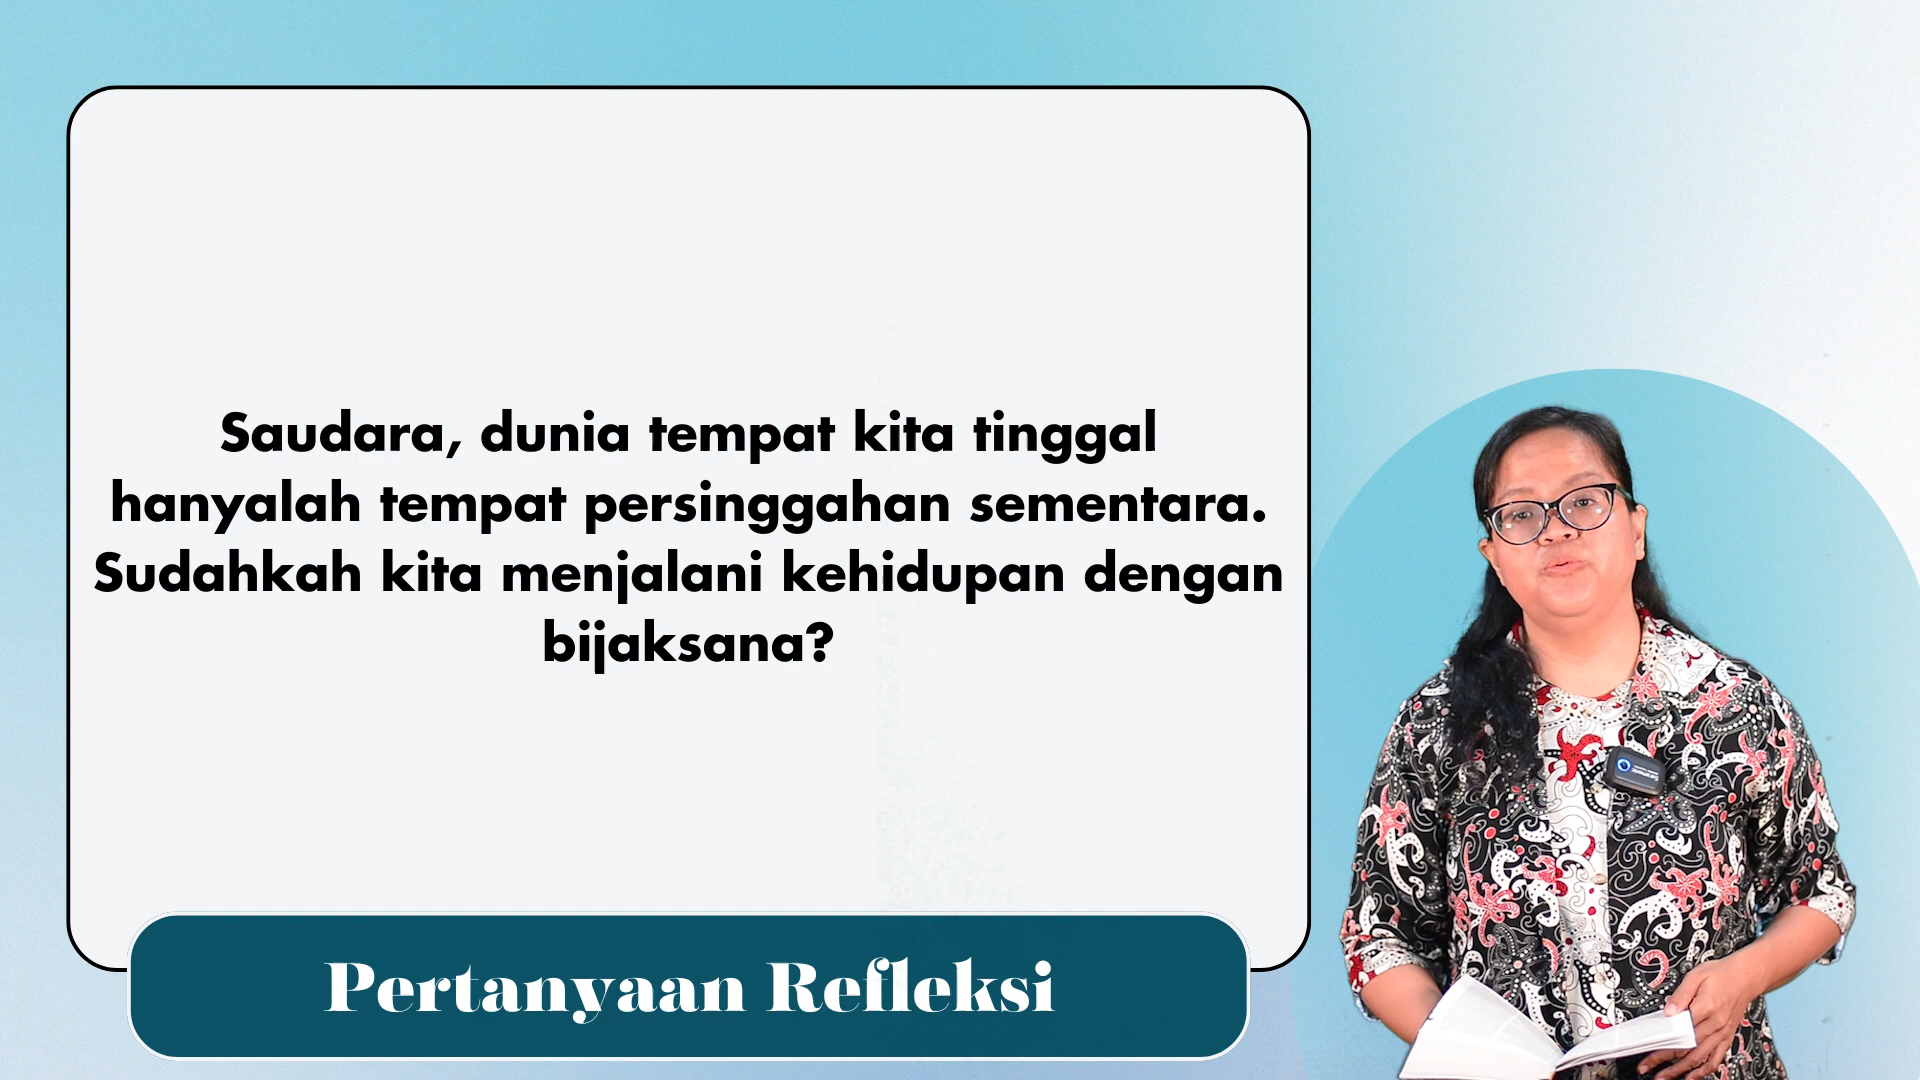 Saudara, dunia tempat kita tinggal
hanyalah tempat persinggahan sementara.
Sudahkah kita menjalani kehidupan dengan
bijaksana?
Pertanyaan Refleksi